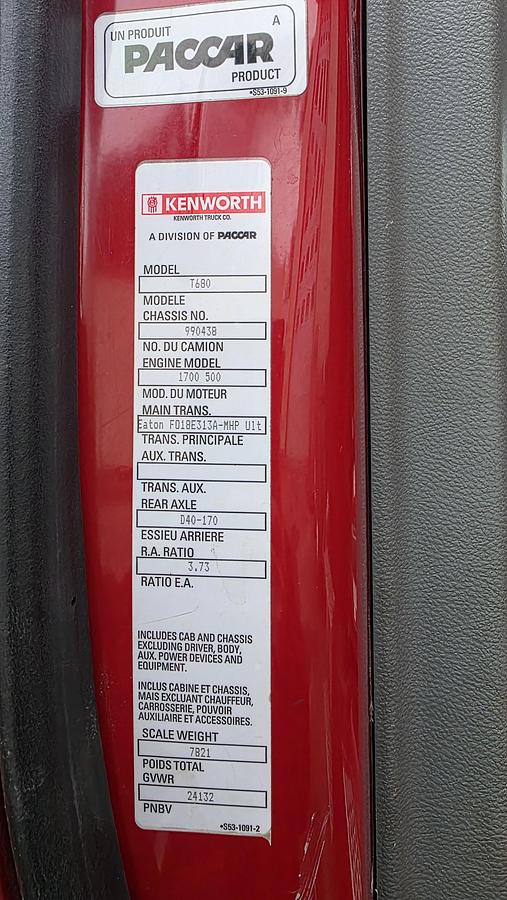 UN PRODUIT A
PACCAR
PRODUCT
*S53-1091-9
KENWORTH
KENWORTH TRUCK CO.
A DIVISION OF PACCAR
MODEL
T680
MODELE
CHASSIS NO.
990438
NO. DU CAMION
ENGINE MODEL
1700 500
MOD. DU MOTEUR
MAIN TRANS.
Eaton FO18E313A-MHP Ult
TRANS. PRINCIPALE
AUX. TRANS.
TRANS. AUX.
REAR AXLE
D40-170
ESSIEU ARRIERE
R.A. RATIO
3.73
RATIO E.A.
INCLUDES CAB AND CHASSIS
EXCLUDING DRIVER, BODY,
AUX. POWER DEVICES AND
EQUIPMENT.
INCLUS CABINE ET CHASSIS,
MAIS EXCLUANT CHAUFFEUR,
CARROSSERIE, POUVOIR
AUXILIAIRE ET ACCESSOIRES.
SCALE WEIGHT
7821
POIDS TOTAL
GVWR
24132
PNBV
*S53-1091-2